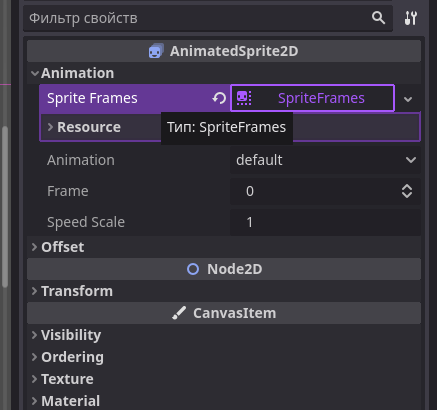 Фильтр свойств
AnimatedSprite2D
Animation
Sprite Frames
SpriteFrames
Resource
Тип: SpriteFrames
Animation
default
Frame
0
Speed Scale
1
Offset
Node2D
Transform
CanvasItem
Visibility
Ordering
Texture
Material